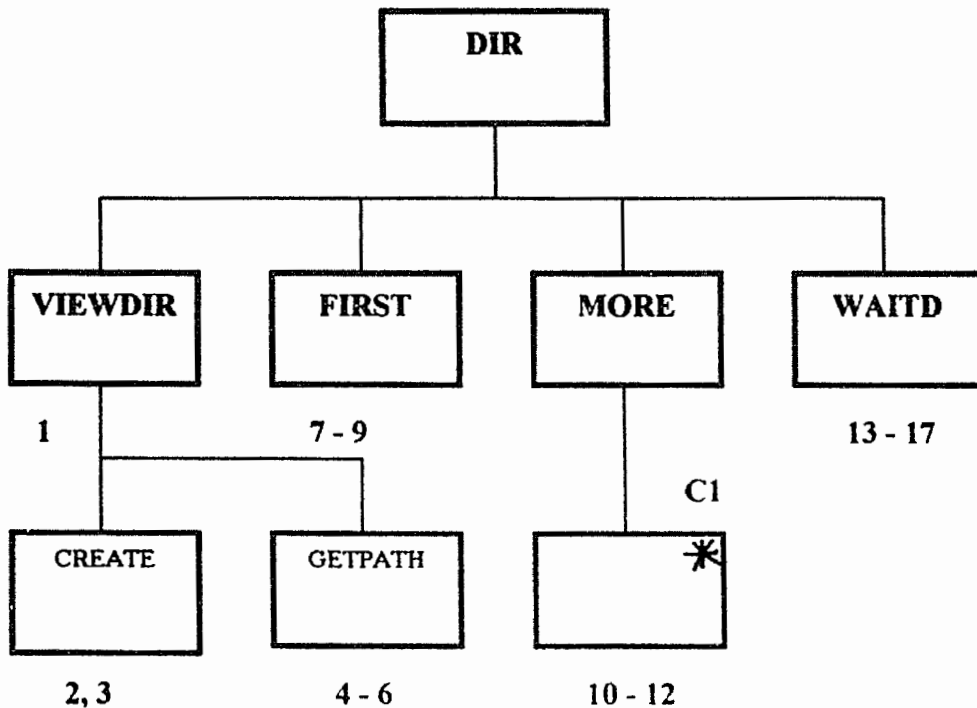 DIR
VIEWDIR
FIRST
MORE
WAITD
1
7 - 9
13 - 17
C1
CREATE
GETPATH
2, 3
4 - 6
10 - 12